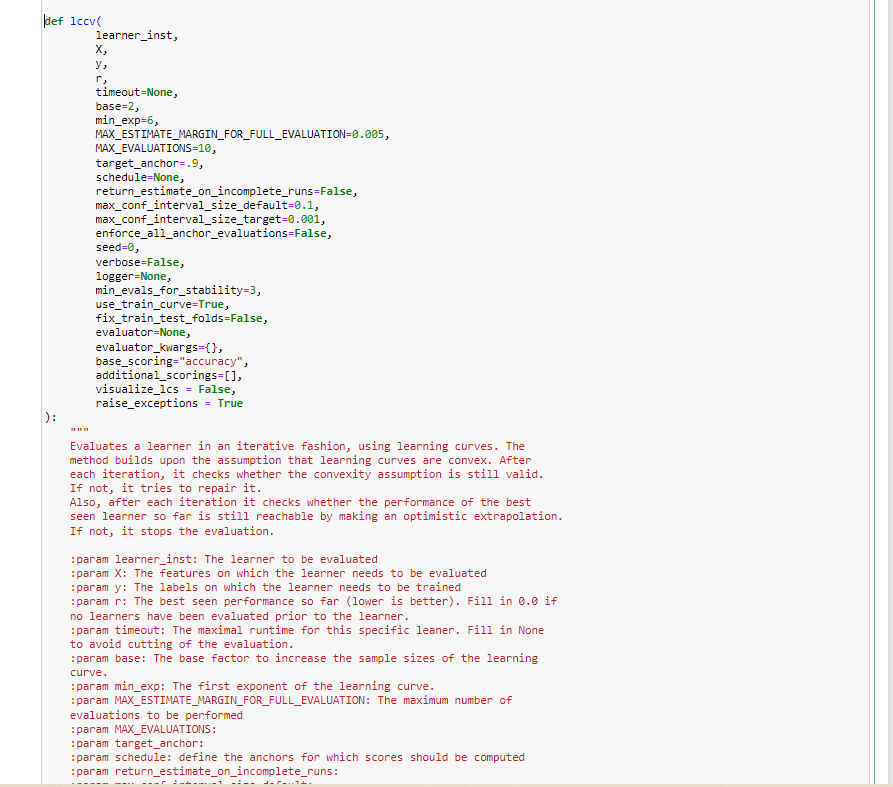 def lccv(
learner_inst,
X,
y,
r,
timeout=None,
base=2,
min_exp=6,
MAX_ESTIMATE_MARGIN_FOR_FULL_EVALUATION=0.005,
MAX_EVALUATIONS=10,
target_anchor=.9,
schedule=None,
return_estimate_on_incomplete_runs=False,
max_conf_interval_size_default=0.1,
max_conf_interval_size_target=0.001,
enforce_all_anchor_evaluations=False,
seed=0,
verbose=False,
logger=None,
min_evals_for_stability=3,
use_train_curve=True,
fix_train_test_folds=False,
evaluator=None,
evaluator_kwargs={},
base_scoring="accuracy",
additional_scorings=[],
visualize_lcs = False,
raise_exceptions = True
):
"""
Evaluates a learner in an iterative fashion, using learning curves. The
method builds upon the assumption that learning curves are convex. After
each iteration, it checks whether the convexity assumption is still valid.
If not, it tries to repair it.
Also, after each iteration it checks whether the performance of the best
seen learner so far is still reachable by making an optimistic extrapolation.
If not, it stops the evaluation.
:param learner_inst: The learner to be evaluated
:param X: The features on which the learner needs to be evaluated
:param y: The labels on which the learner needs to be trained
:param r: The best seen performance so far (lower is better). Fill in 0.0 if
no learners have been evaluated prior to the learner.
:param timeout: The maximal runtime for this specific leaner. Fill in None
to avoid cutting of the evaluation.
:param base: The base factor to increase the sample sizes of the learning
curve.
:param min_exp: The first exponent of the learning curve.
:param MAX_ESTIMATE_MARGIN_FOR_FULL_EVALUATION: The maximum number of
evaluations to be performed
:param MAX_EVALUATIONS:
:param target_anchor:
:param schedule: define the anchors for which scores should be computed
:param return_estimate_on_incomplete_runs: